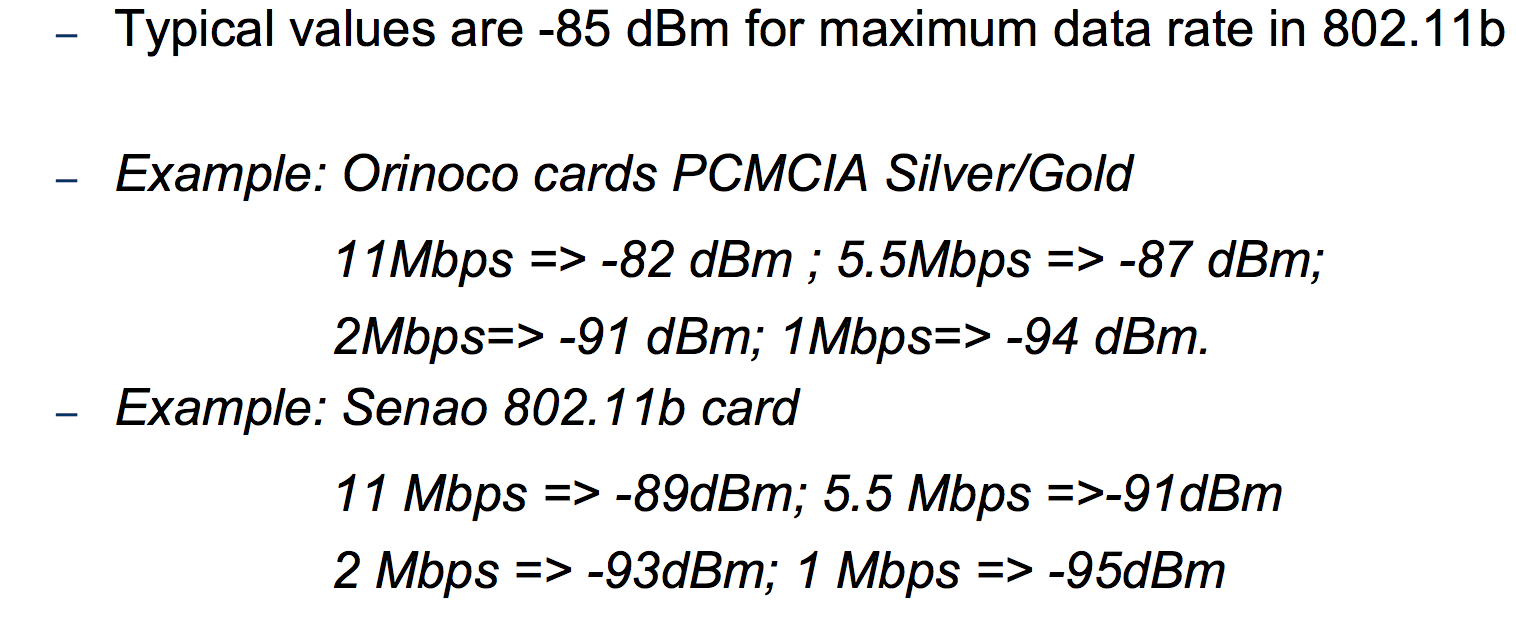 – Typical values are -85 dBm for maximum data rate in 802.11b
– Example: Orinoco cards PCMCIA Silver/Gold
11Mbps => -82 dBm ; 5.5Mbps => -87 dBm;
2Mbps=> -91 dBm; 1Mbps=> -94 dBm.
– Example: Senao 802.11b card
11 Mbps => -89dBm; 5.5 Mbps =>-91dBm
2 Mbps => -93dBm; 1 Mbps => -95dBm